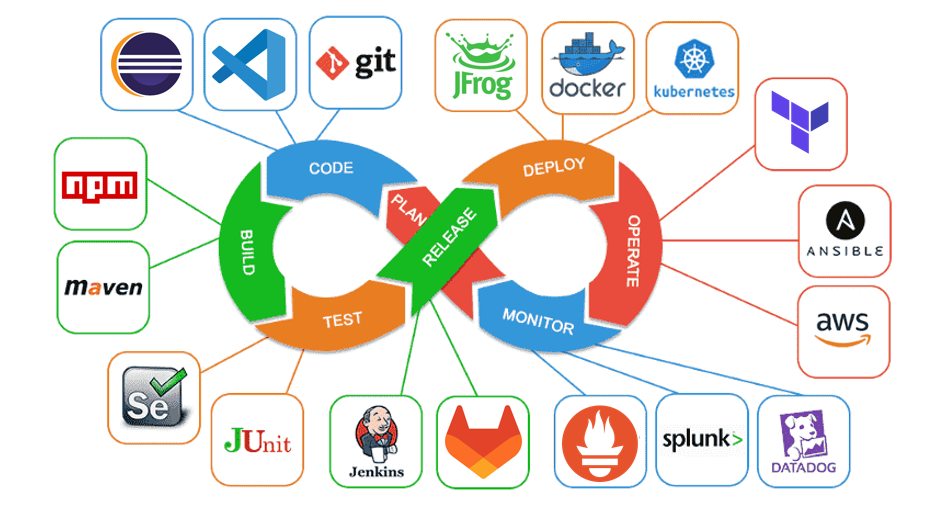 git
JFrog
docker
kubernetes
CODE
DEPLOY
npm
PLAN
RELEASE
OPERATE
BUILD
ANSIBLE
maven
TEST
MONITOR
aws
Se
JUnit
Jenkins
splunk>
DATADOG